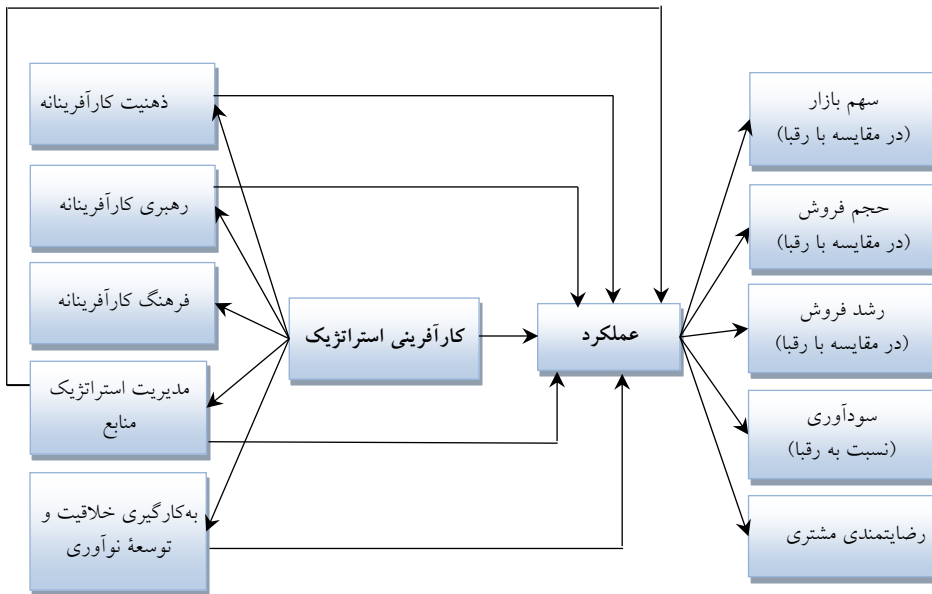 ذهنیت کارآفرینانه
رهبری کارآفرینانه
فرهنگ کارآفرینانه
مدیریت استراتژیک
منابع
به‌کارگیری خلاقیت و
توسعهٔ نوآوری
کارآفرینی استراتژیک
عملکرد
سهم بازار
(در مقایسه با رقبا)
حجم فروش
(در مقایسه با رقبا)
رشد فروش
(در مقایسه با رقبا)
سودآوری
(نسبت به رقبا)
رضایتمندی مشتری